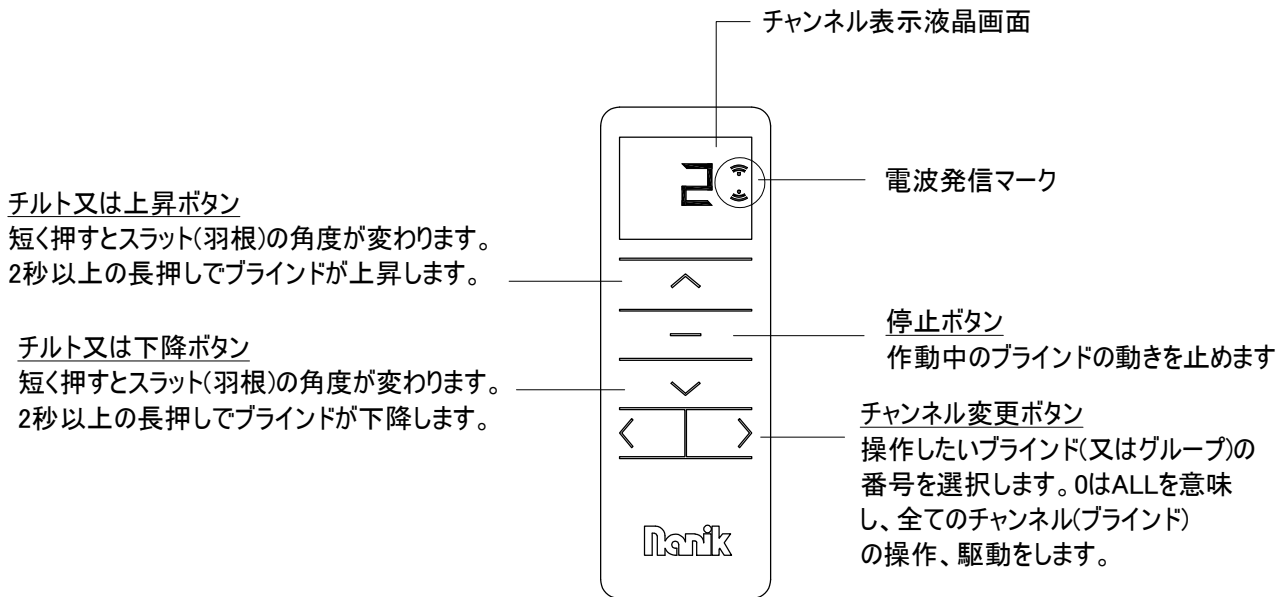 チャンネル表示液晶画面
2
電波発信マーク
チルト又は上昇ボタン
短く押すとスラット(羽根)の角度が変わります。
2秒以上の長押しでブラインドが上昇します。
停止ボタン
作動中のブラインドの動きを止めます
チルト又は下降ボタン
短く押すとスラット(羽根)の角度が変わります。
2秒以上の長押しでブラインドが下降します。
チャンネル変更ボタン
操作したいブラインド(又はグループ)の
番号を選択します。0はALLを意味
し、全てのチャンネル(ブラインド)
の操作、駆動をします。
Nanik